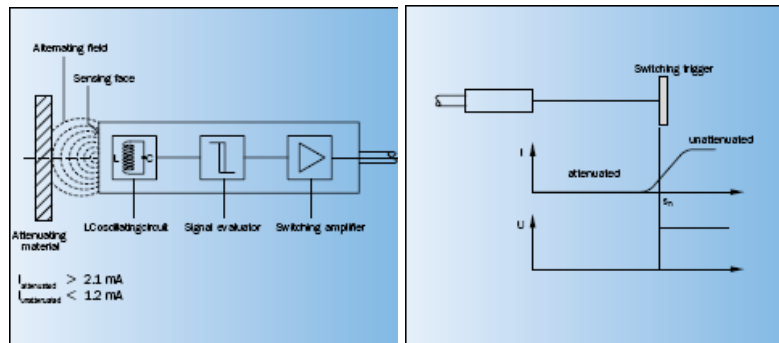 Alternating field
Sensing face
L
C
Attenuating
material
LC oscillating circuit
Signal evaluator
Switching amplifier
I attenuated > 2.1 mA
I unattenuated < 1.2 mA
Switching trigger
unattenuated
I
attenuated
sn
U